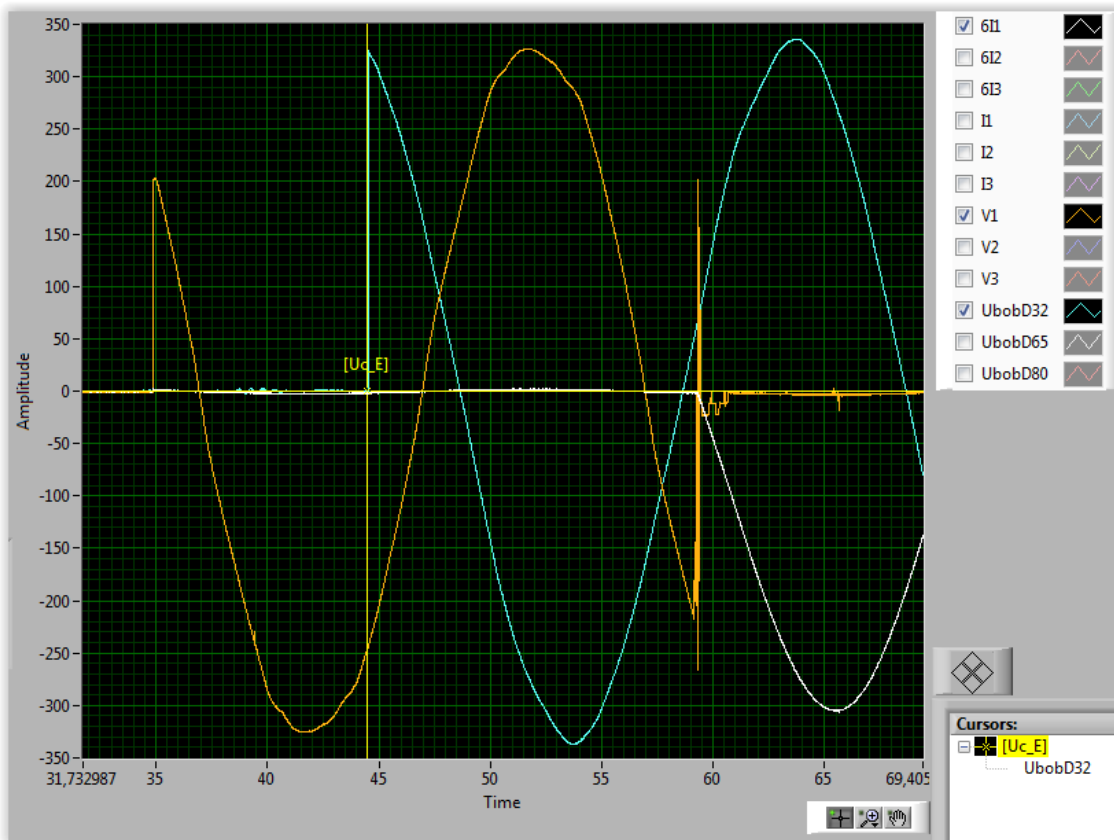 350
300
250
200
150
100
50
0
-50
-100
-150
-200
-250
-300
-350
Amplitude
[Uc_E]
31,732987 35 40 45 50 55 60 65 69,405
Time
6I1
6I2
6I3
I1
I2
I3
V1
V2
V3
UbobD32
UbobD65
UbobD80
Cursors:
[Uc_E]
UbobD32